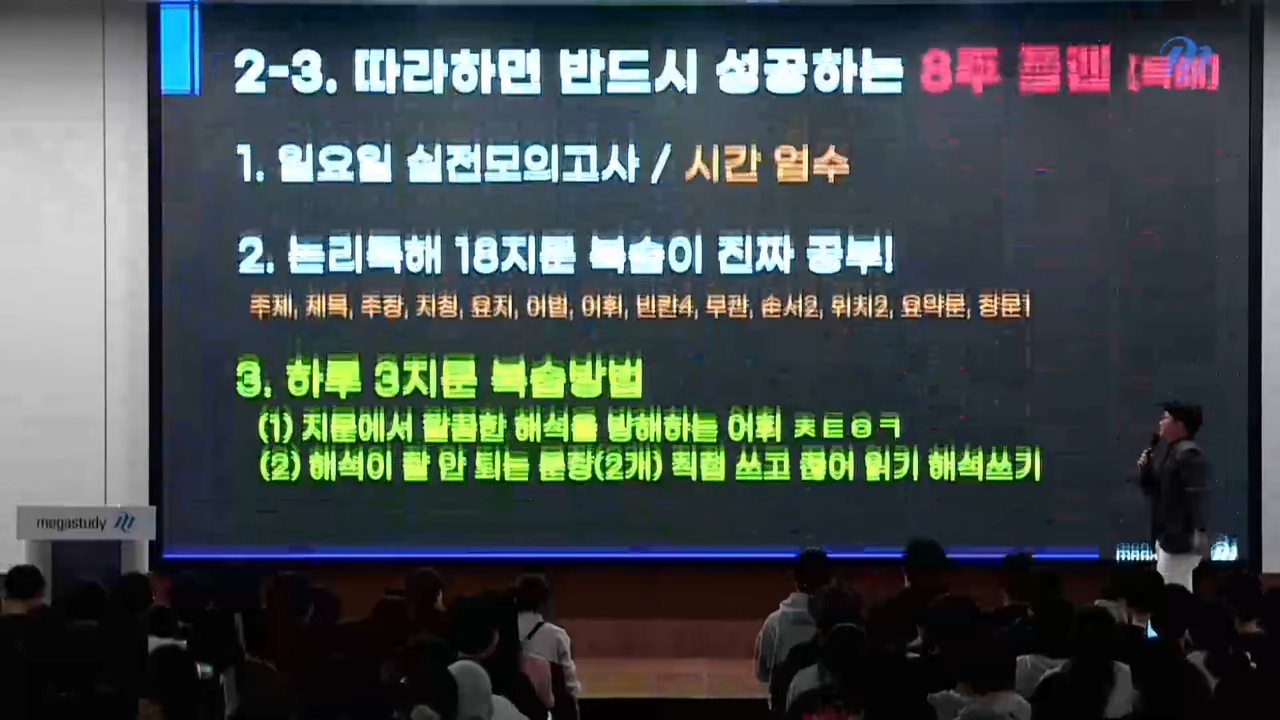 2-3. 따라하면 반드시 성공하는 8주 플랜 [독해]
1. 일요일 실전모의고사 / 시간 엄수
2. 논리독해 18지문 복습이 진짜 공부!
주제, 제목, 주장, 지칭, 요지, 어법, 어휘, 빈칸4, 무관, 순서2, 위치2, 요약문, 장문1
3. 하루 3지문 복습방법
(1) 지문에서 깔끔한 해석을 방해하는 어휘 ㅊㅌㅇㅋ
(2) 해석이 잘 안 되는 문장(2개) 직접 쓰고 끊어 읽기 해석쓰기
megastudy